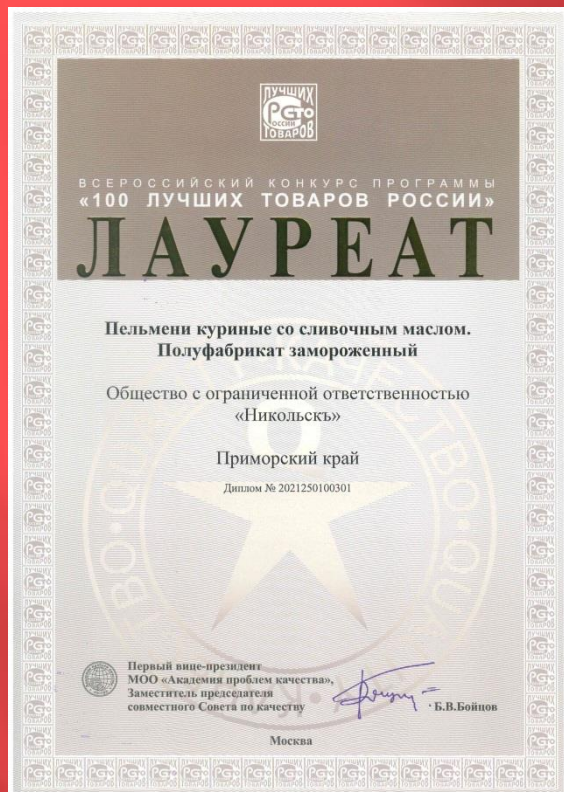 ЛУЧШИХ
РСТо
РОССИИ
ТОВАРОВ
ВСЕРОССИЙСКИЙ КОНКУРС ПРОГРАММЫ
«100 ЛУЧШИХ ТОВАРОВ РОССИИ»
ЛАУРЕАТ
Пельмени куриные со сливочным маслом.
Полуфабрикат замороженный
Общество с ограниченной ответственностью
«Никольскъ»
Приморский край
Диплом № 2021250100301
Первый вице-президент
МОО «Академия проблем качества»,
Заместитель председателя
совместного Совета по качеству
Б.В.Бойцов
Москва